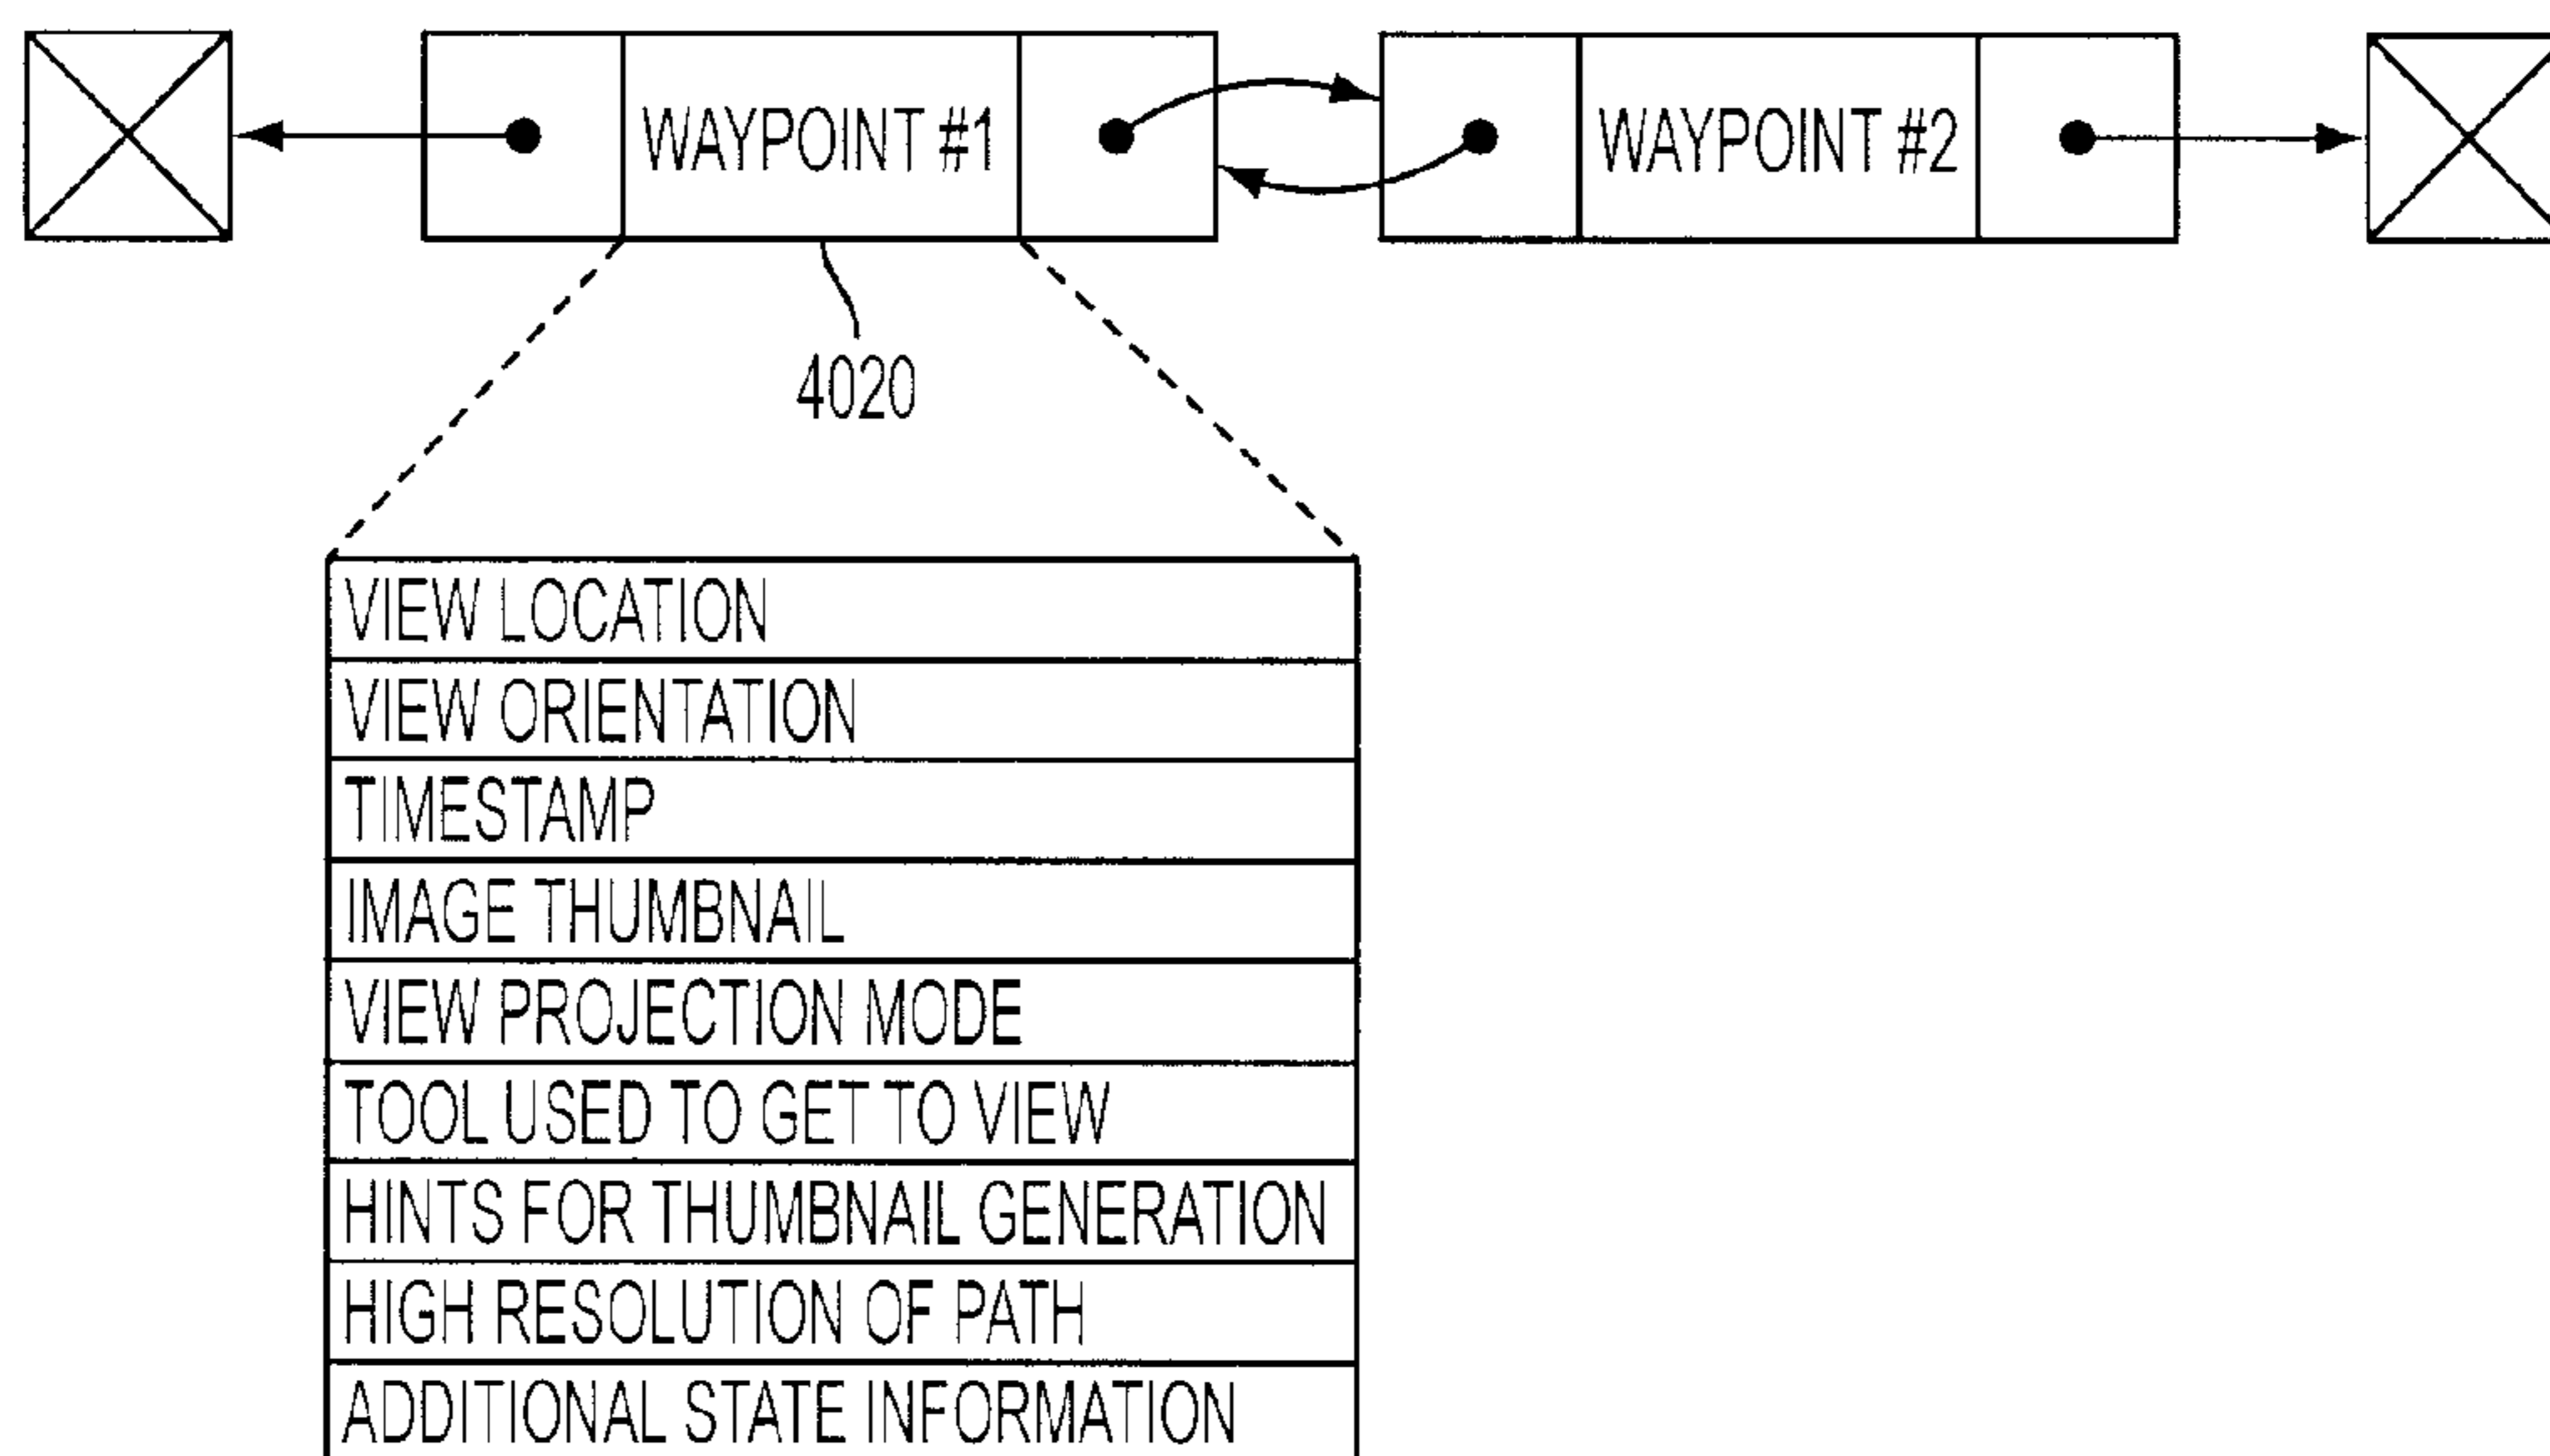 WAYPOINT #1
WAYPOINT #2
4020
VIEW LOCATION
VIEW ORIENTATION
TIMESTAMP
IMAGE THUMBNAIL
VIEW PROJECTION MODE
TOOL USED TO GET TO VIEW
HINTS FOR THUMBNAIL GENERATION
HIGH RESOLUTION OF PATH
ADDITIONAL STATE INFORMATION